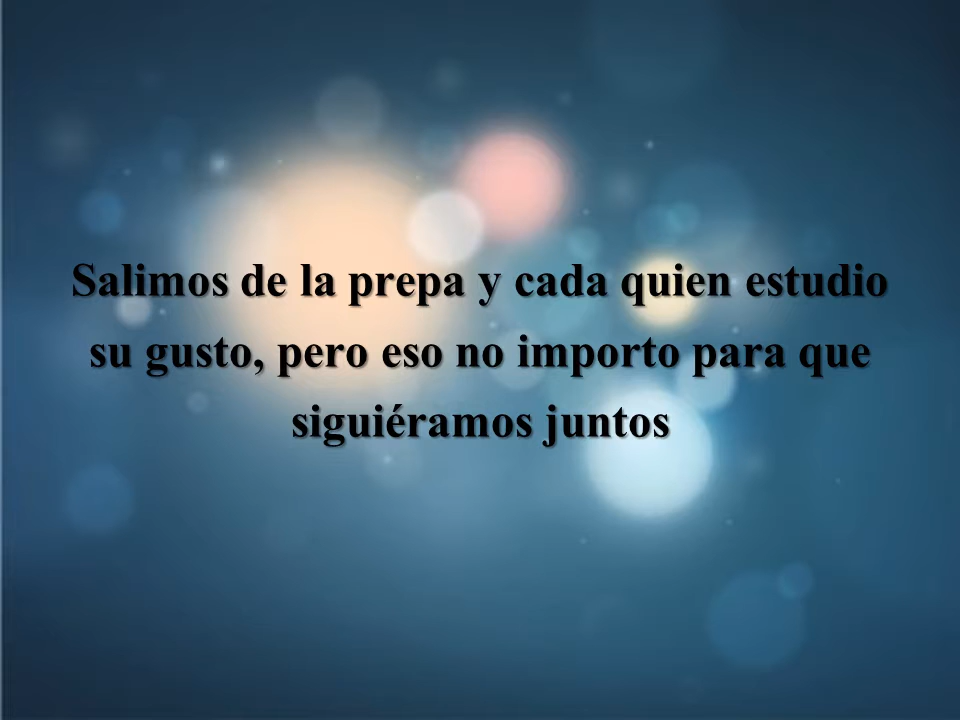 Salimos de la prepa y cada quien estudio
su gusto, pero eso no importo para que
siguiéramos juntos